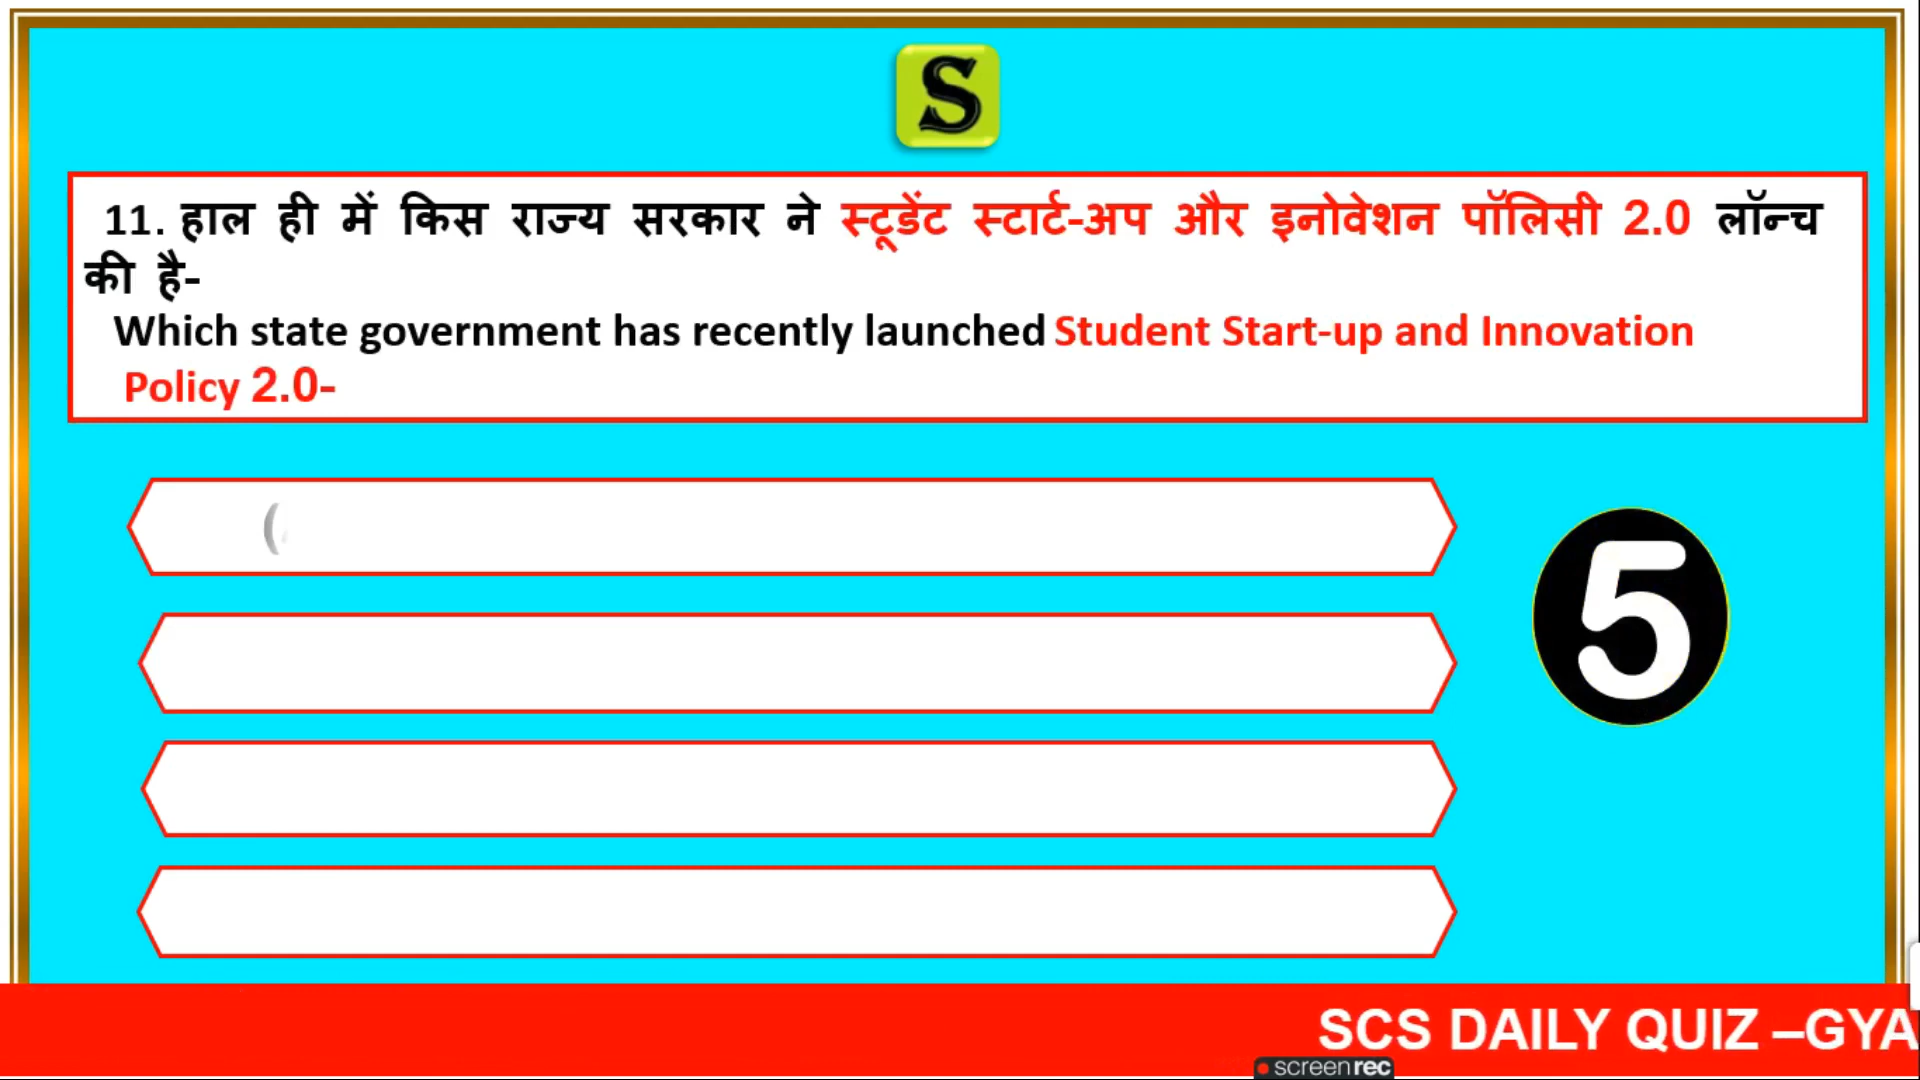 S
11. हाल ही में किस राज्य सरकार ने स्टूडेंट स्टार्ट-अप और इनोवेशन पॉलिसी 2.0 लॉन्च
की है-
Which state government has recently launched Student Start-up and Innovation
Policy 2.0-
(
5
SCS DAILY QUIZ –GYA
screenrec